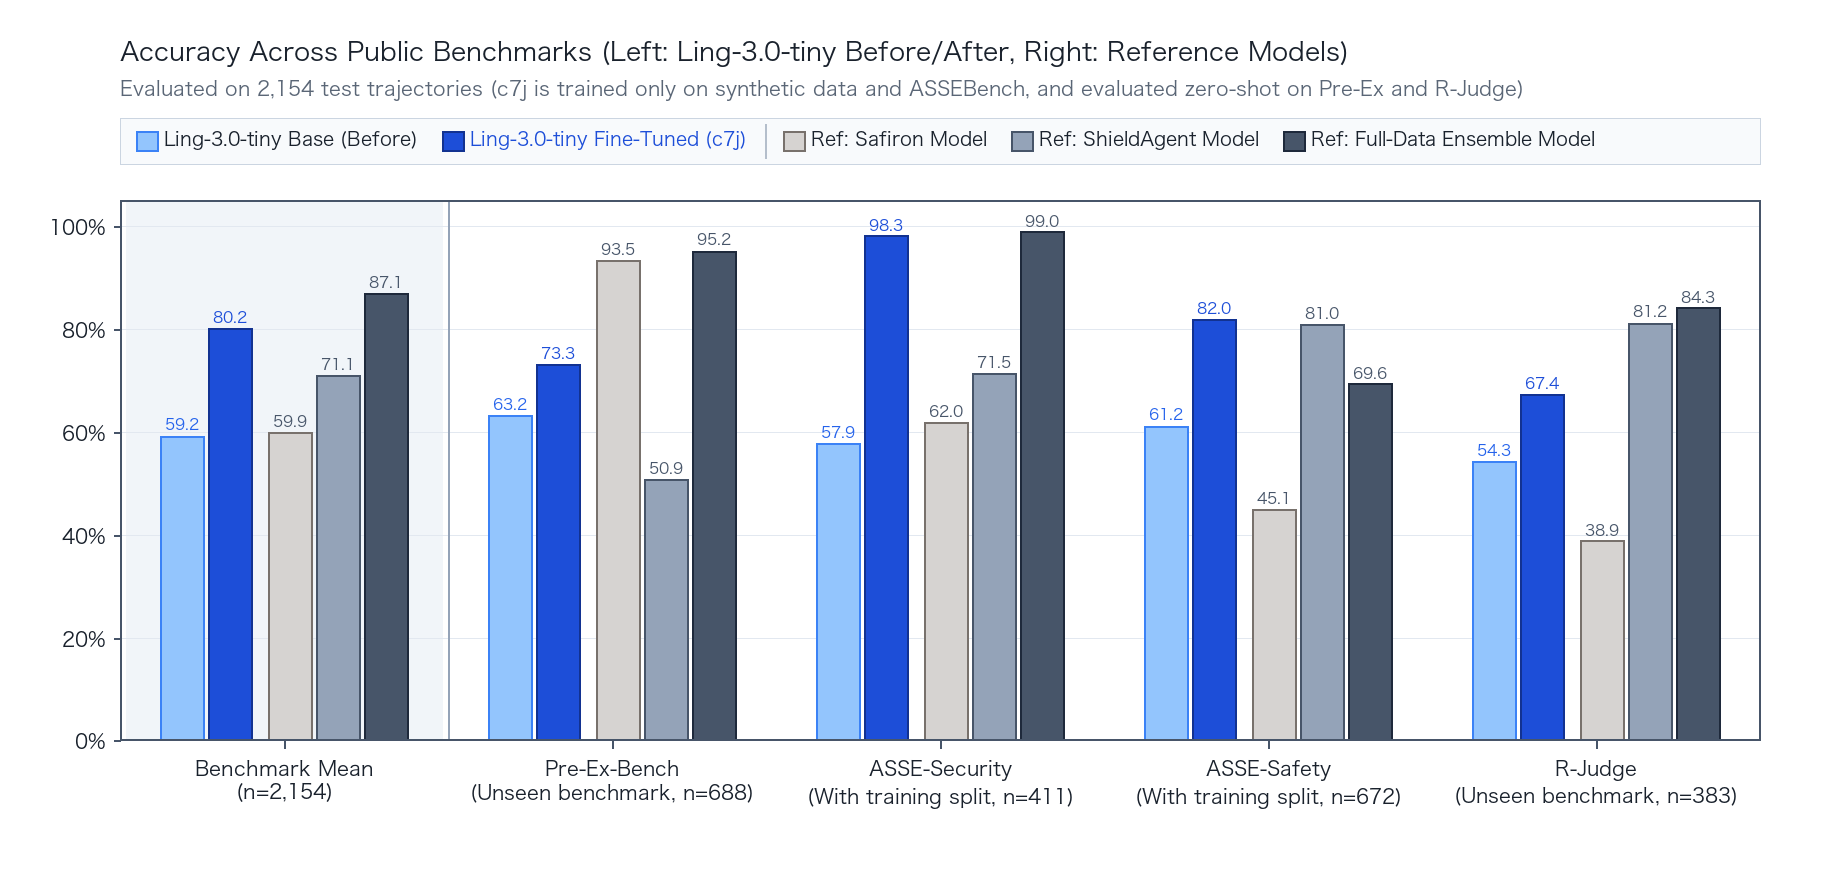 Accuracy Across Public Benchmarks (Left: Ling-3.0-tiny Before/After, Right: Reference Models)
Evaluated on 2,154 test trajectories (c7j is trained only on synthetic data and ASSEBench, and evaluated zero-shot on Pre-Ex and R-Judge)
Ling-3.0-tiny Base (Before) Ling-3.0-tiny Fine-Tuned (c7j) Ref: Safiron Model Ref: ShieldAgent Model Ref: Full-Data Ensemble Model
100%
80%
60%
40%
20%
0%
59.2 80.2 59.9 71.1 87.1
63.2 73.3 93.5 50.9 95.2
57.9 98.3 62.0 71.5 99.0
61.2 82.0 45.1 81.0 69.6
54.3 67.4 38.9 81.2 84.3
Benchmark Mean
(n=2,154)
Pre-Ex-Bench
(Unseen benchmark, n=688)
ASSE-Security
(With training split, n=411)
ASSE-Safety
(With training split, n=672)
R-Judge
(Unseen benchmark, n=383)